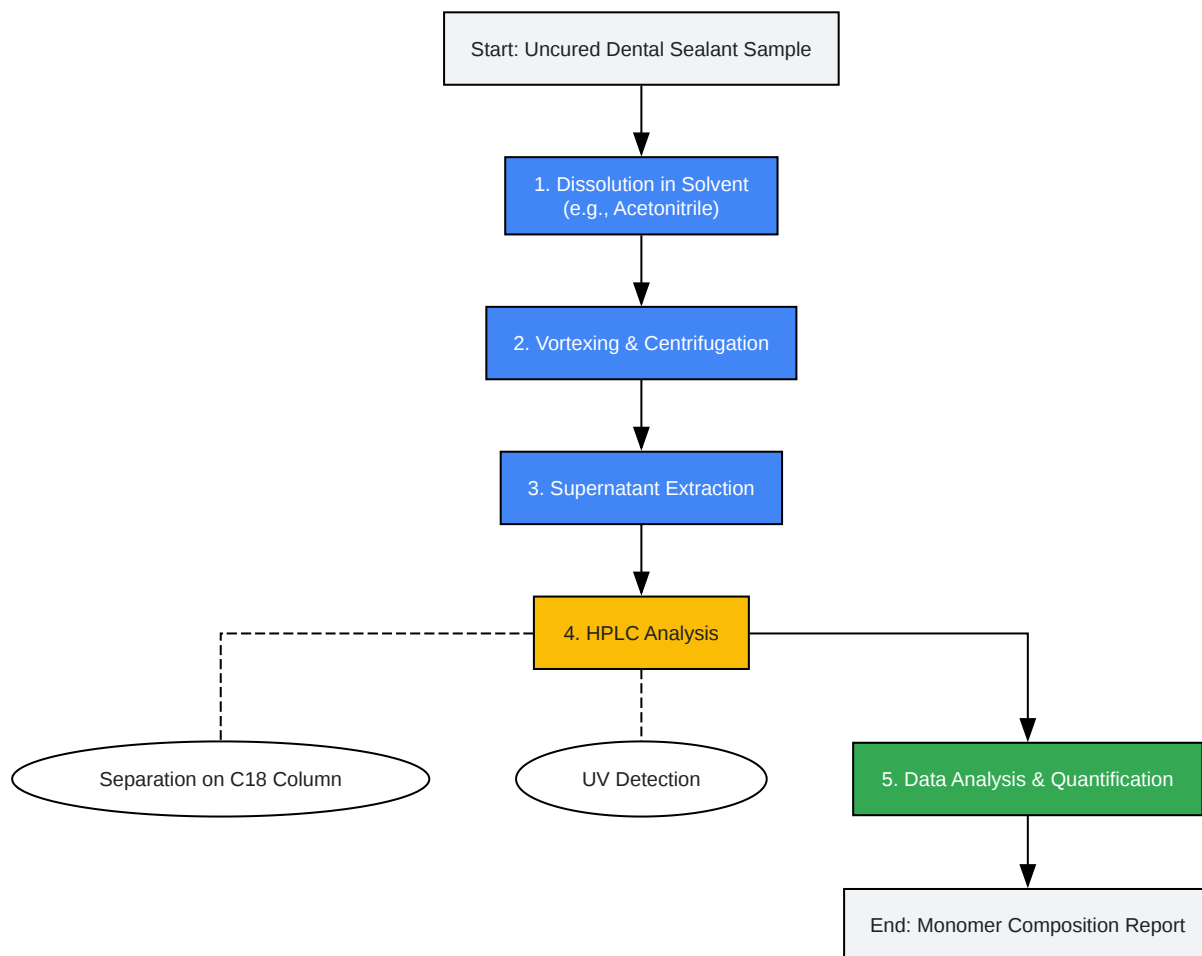 Start: Uncured Dental Sealant Sample
1. Dissolution in Solvent
(e.g., Acetonitrile)
2. Vortexing & Centrifugation
3. Supernatant Extraction
4. HPLC Analysis
Separation on C18 Column
UV Detection
5. Data Analysis & Quantification
End: Monomer Composition Report